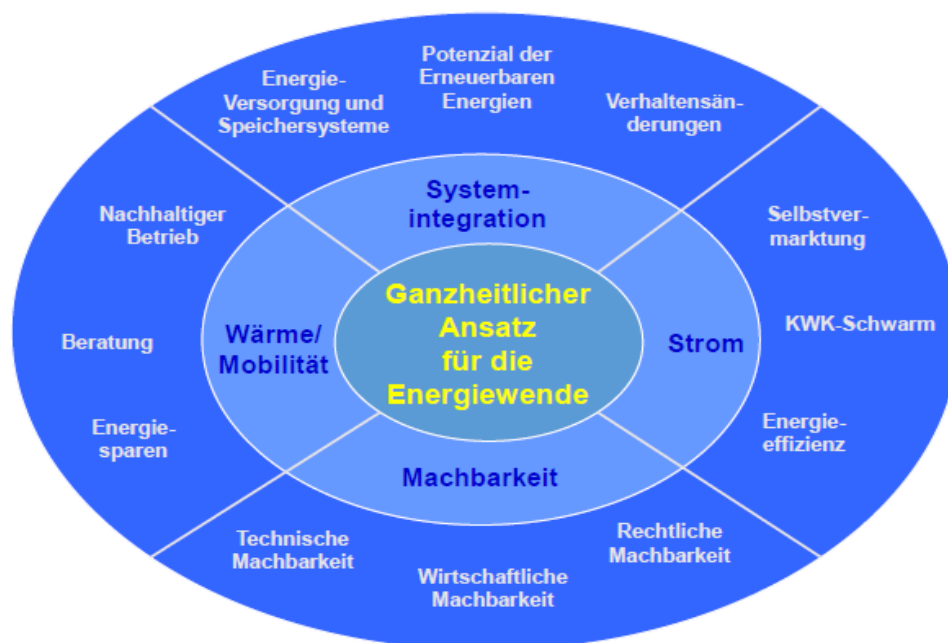 Potenzial der
Erneuerbaren
Energien
Energie-
Versorgung und
Speichersysteme
Verhaltensän-
derungen
System-
integration
Nachhaltiger
Betrieb
Selbstver-
marktung
Ganzheitlicher
Ansatz
für die
Energiewende
Wärme/
Mobilität
Strom
Beratung
KWK-Schwarm
Energie-
sparen
Energie-
effizienz
Machbarkeit
Technische
Machbarkeit
Wirtschaftliche
Machbarkeit
Rechtliche
Machbarkeit